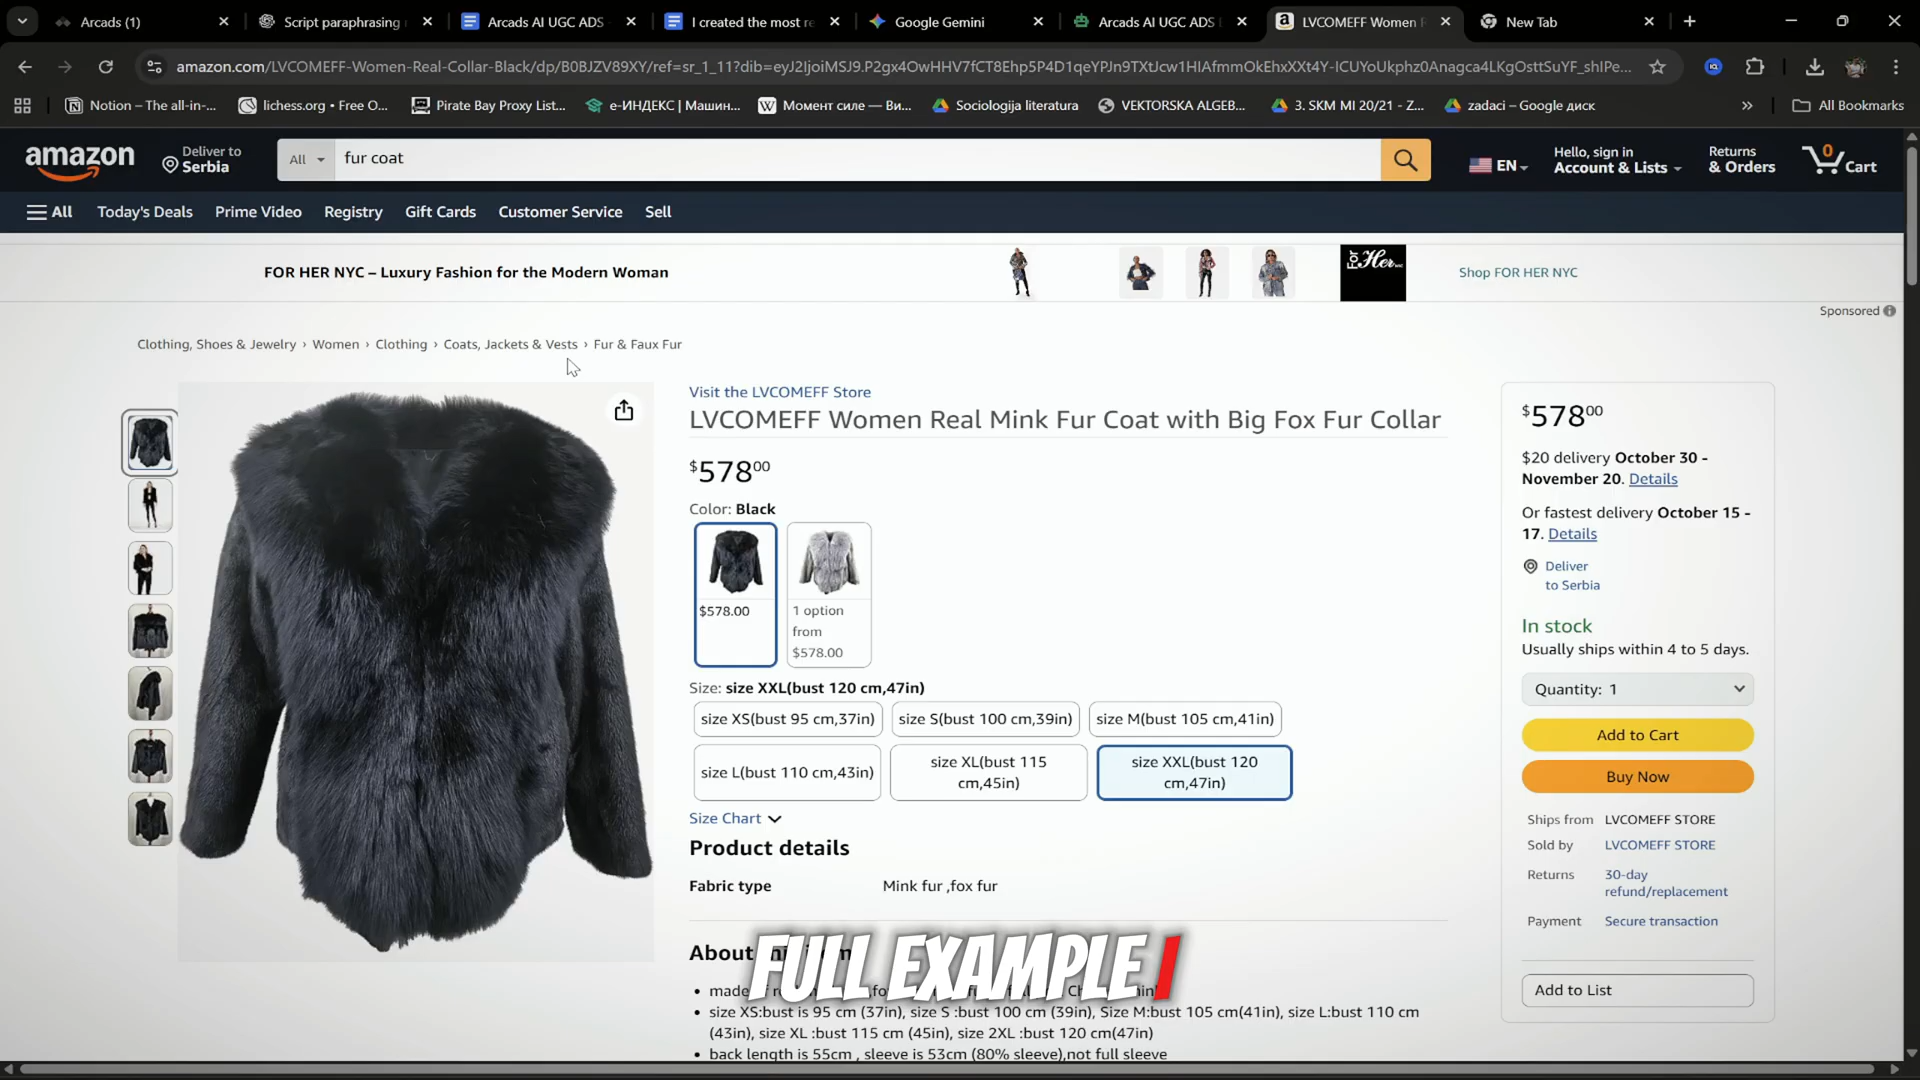 Arcads (1)
Script paraphrasing
Arcads AI UGC ADS
I created the most re
Google Gemini
Arcads AI UGC ADS
LVCOMEFF Women
New Tab
amazon.com/LVCOMEFF-Women-Real-Collar-Black/dp/B0BJZV89XY/ref=sr_1_11?dib=eyJ2IjoiMSJ9.P2gx4OwHHV7fCT8Ehp5P4D1qeYPJn9TXtJcw1HIAfmmOkEhxXXt4Y-ICUYoUkphz0Anagca4LKgOsttSuYF_shIPe...
Notion – The all-in-...
lichess.org • Free O...
Pirate Bay Proxy List...
е-ИНДЕКС | Машин...
Момент силе — Ви...
Sociologija literatura
VEKTORSKA ALGEB...
3. SKM MI 20/21 - Z...
zadaci – Google диск
All Bookmarks
amazon
Deliver to
Serbia
All
fur coat
EN
Hello, sign in
Account & Lists
Returns
& Orders
0
Cart
All
Today's Deals
Prime Video
Registry
Gift Cards
Customer Service
Sell
FOR HER NYC – Luxury Fashion for the Modern Woman
FOR Her NYC
Shop FOR HER NYC
Sponsored
Clothing, Shoes & Jewelry › Women › Clothing › Coats, Jackets & Vests › Fur & Faux Fur
Visit the LVCOMEFF Store
LVCOMEFF Women Real Mink Fur Coat with Big Fox Fur Collar
$578.00
Color: Black
$578.00
1 option
from
$578.00
Size: size XXL(bust 120 cm,47in)
size XS(bust 95 cm,37in)
size S(bust 100 cm,39in)
size M(bust 105 cm,41in)
size L(bust 110 cm,43in)
size XL(bust 115
cm,45in)
size XXL(bust 120
cm,47in)
Size Chart
Product details
Fabric type Mink fur ,fox fur
About
FULL EXAMPLE I
• size XS:bust is 95 cm (37in), size S :bust 100 cm (39in), Size M:bust 105 cm(41in), size L:bust 110 cm
(43in), size XL :bust 115 cm (45in), size 2XL :bust 120 cm(47in)
• back length is 55cm , sleeve is 53cm (80% sleeve),not full sleeve
$578.00
$20 delivery October 30 -
November 20. Details
Or fastest delivery October 15 -
17. Details
Deliver
to Serbia
In stock
Usually ships within 4 to 5 days.
Quantity: 1
Add to Cart
Buy Now
Ships from LVCOMEFF STORE
Sold by LVCOMEFF STORE
Returns 30-day
refund/replacement
Payment Secure transaction
Add to List